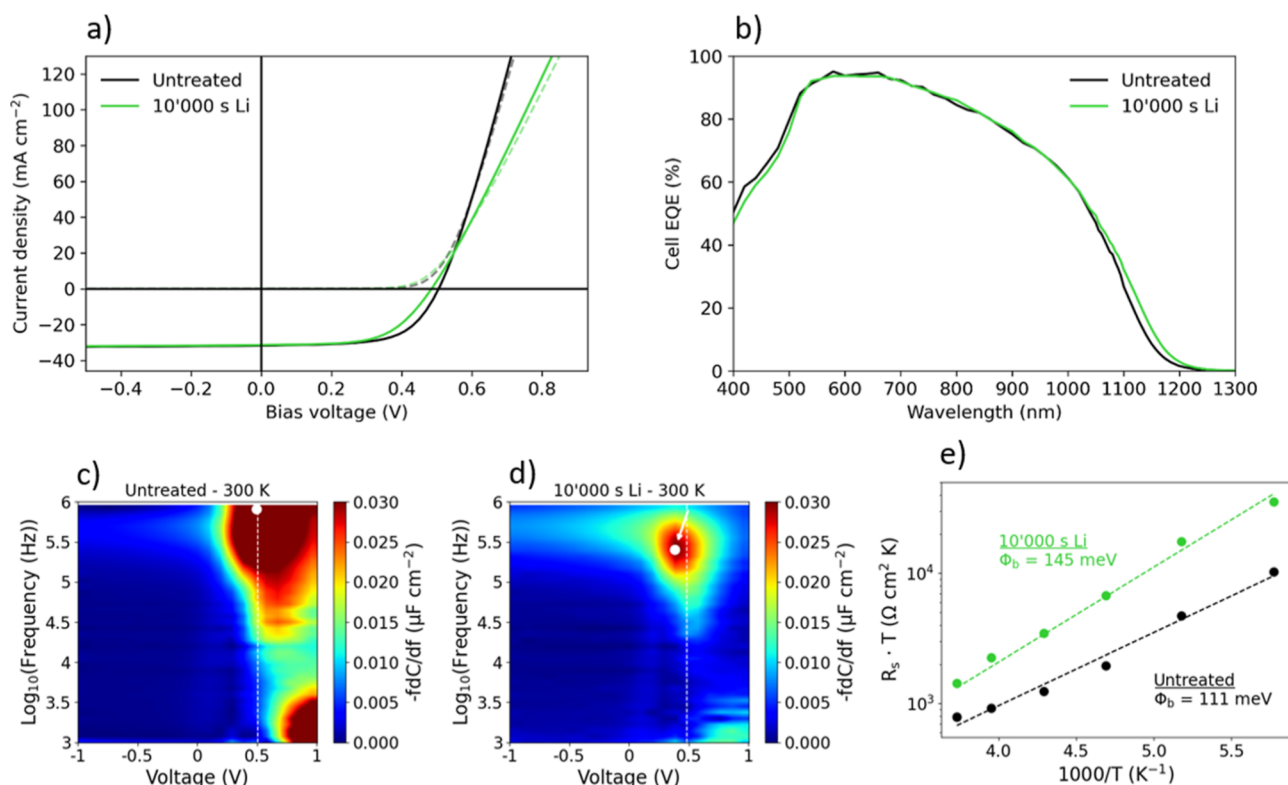 a)
Untreated
10'000 s Li
120
100
80
60
40
20
0
−20
−40
Current density (mA cm⁻²)
−0.4
−0.2
0.0
0.2
0.4
0.6
0.8
Bias voltage (V)
b)
Untreated
10'000 s Li
100
80
60
40
20
0
Cell EQE (%)
400
500
600
700
800
900
1000
1100
1200
1300
Wavelength (nm)
c)
Untreated - 300 K
6
5.5
5
4.5
4
3.5
3
Log₁₀(Frequency (Hz))
-1
-0.5
0
0.5
1
Voltage (V)
0.030
0.025
0.020
0.015
0.010
0.005
0.000
-fdC/df (µF cm⁻²)
d)
10'000 s Li - 300 K
6
5.5
5
4.5
4
3.5
3
Log₁₀(Frequency (Hz))
-1
-0.5
0
0.5
1
Voltage (V)
0.030
0.025
0.020
0.015
0.010
0.005
0.000
-fdC/df (µF cm⁻²)
e)
10'000 s Li
Φb = 145 meV
Untreated
Φb = 111 meV
10⁴
10³
Rs · T (Ω cm² K)
4.0
4.5
5.0
5.5
1000/T (K⁻¹)